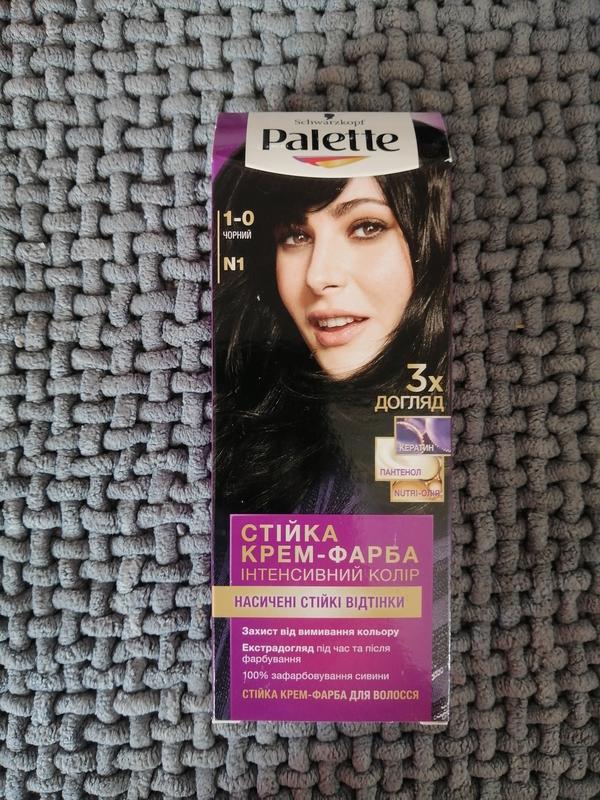 Schwarzkopf
Palette
1-0
ЧОРНИЙ
N1
3x
ДОГЛЯД
КЕРАТИН
ПАНТЕНОЛ
NUTRI-ОЛІЯ
СТІЙКА
КРЕМ-ФАРБА
ІНТЕНСИВНИЙ КОЛІР
НАСИЧЕНІ СТІЙКІ ВІДТІНКИ
Захист від вимивання кольору
Екстрадогляд під час та після
фарбування
100% зафарбовування сивини
СТІЙКА КРЕМ-ФАРБА ДЛЯ ВОЛОССЯ